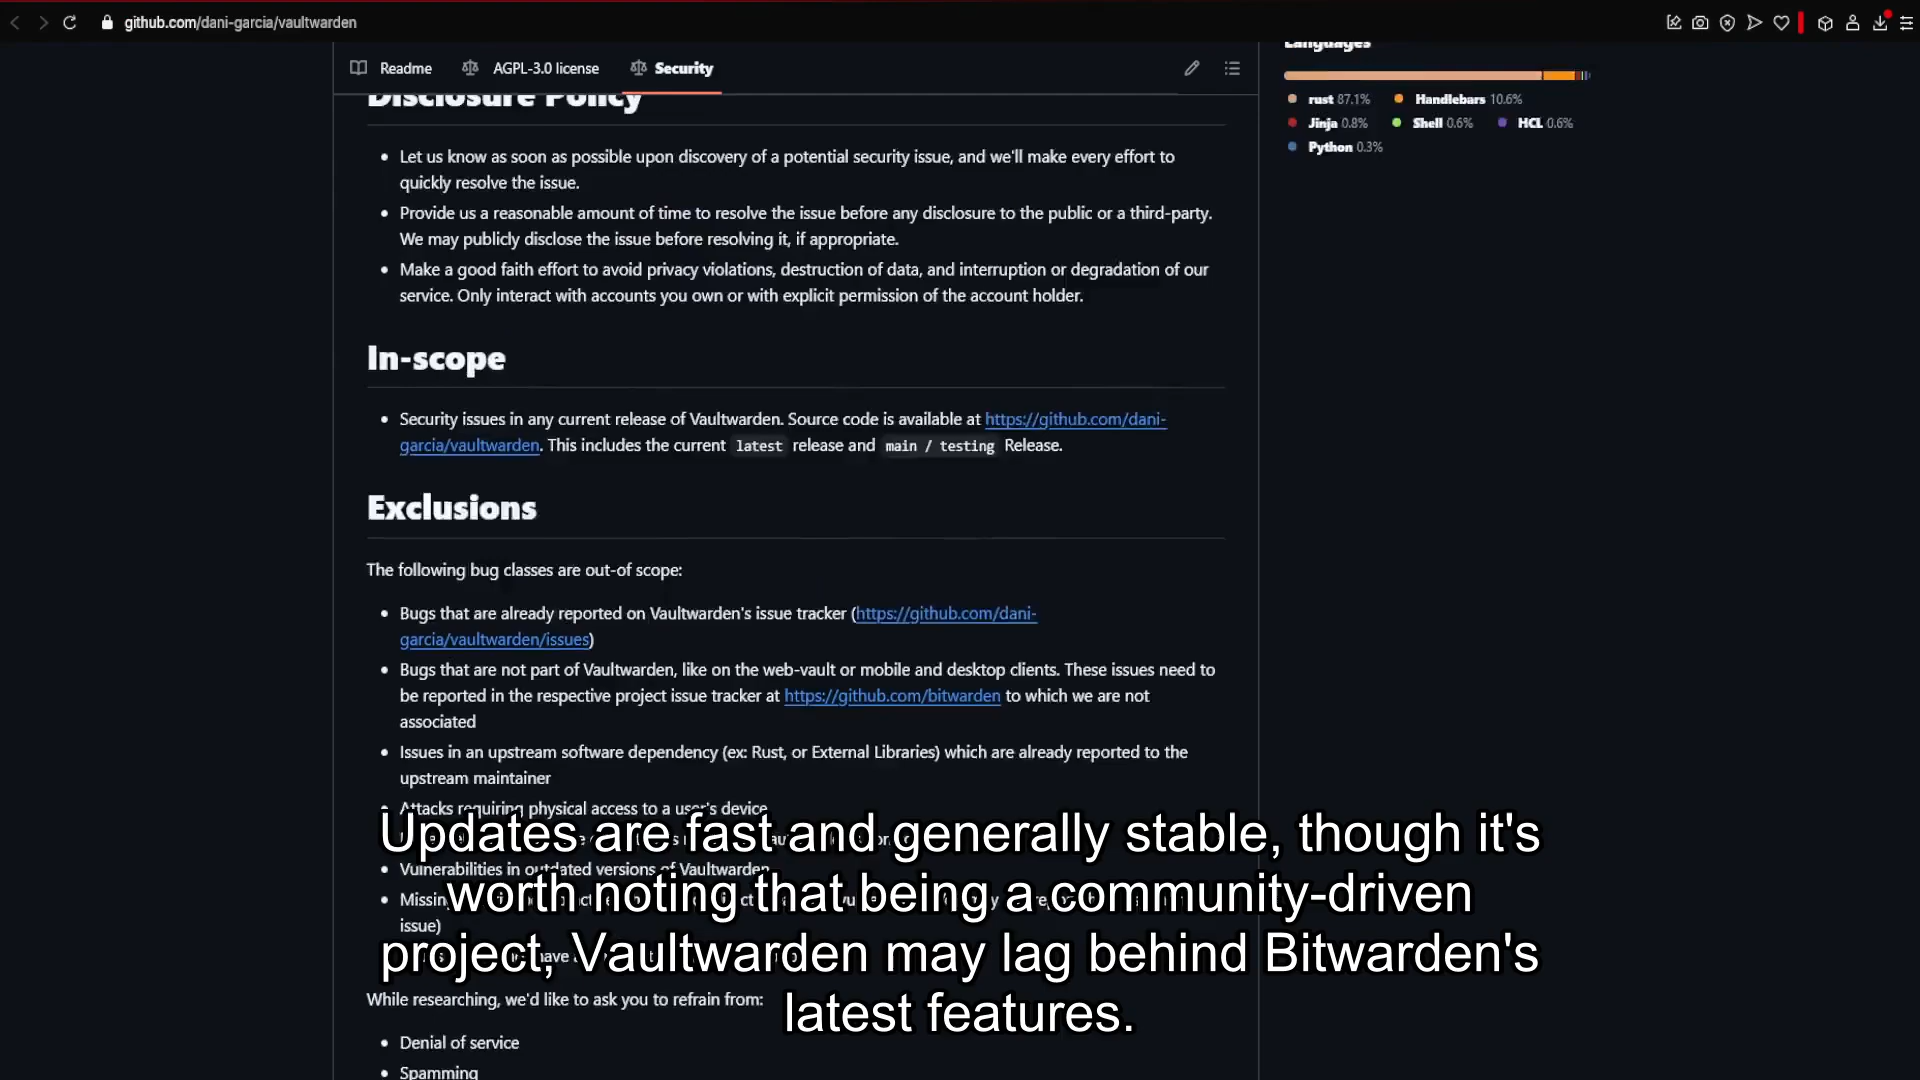 github.com/dani-garcia/vaultwarden
Readme
AGPL-3.0 license
Security
Disclosure Policy
Let us know as soon as possible upon discovery of a potential security issue, and we'll make every effort to
quickly resolve the issue.
Provide us a reasonable amount of time to resolve the issue before any disclosure to the public or a third-party.
We may publicly disclose the issue before resolving it, if appropriate.
Make a good faith effort to avoid privacy violations, destruction of data, and interruption or degradation of our
service. Only interact with accounts you own or with explicit permission of the account holder.
In-scope
Security issues in any current release of Vaultwarden. Source code is available at https://github.com/dani-
garcia/vaultwarden. This includes the current latest release and main / testing Release.
Exclusions
The following bug classes are out-of scope:
Bugs that are already reported on Vaultwarden's issue tracker (https://github.com/dani-
garcia/vaultwarden/issues)
Bugs that are not part of Vaultwarden, like on the web-vault or mobile and desktop clients. These issues need to
be reported in the respective project issue tracker at https://github.com/bitwarden to which we are not
associated
Issues in an upstream software dependency (ex: Rust, or External Libraries) which are already reported to the
upstream maintainer
Attacks requiring physical access to a user's device
Vulnerabilities in outdated versions of Vaultwarden
Missing
issue)
have
While researching, we'd like to ask you to refrain from:
Denial of service
Spamming
Languages
rust 87.1%
Handlebars 10.6%
Jinja 0.8%
Shell 0.6%
HCL 0.6%
Python 0.3%
Updates are fast and generally stable, though it's
worth noting that being a community-driven
project, Vaultwarden may lag behind Bitwarden's
latest features.